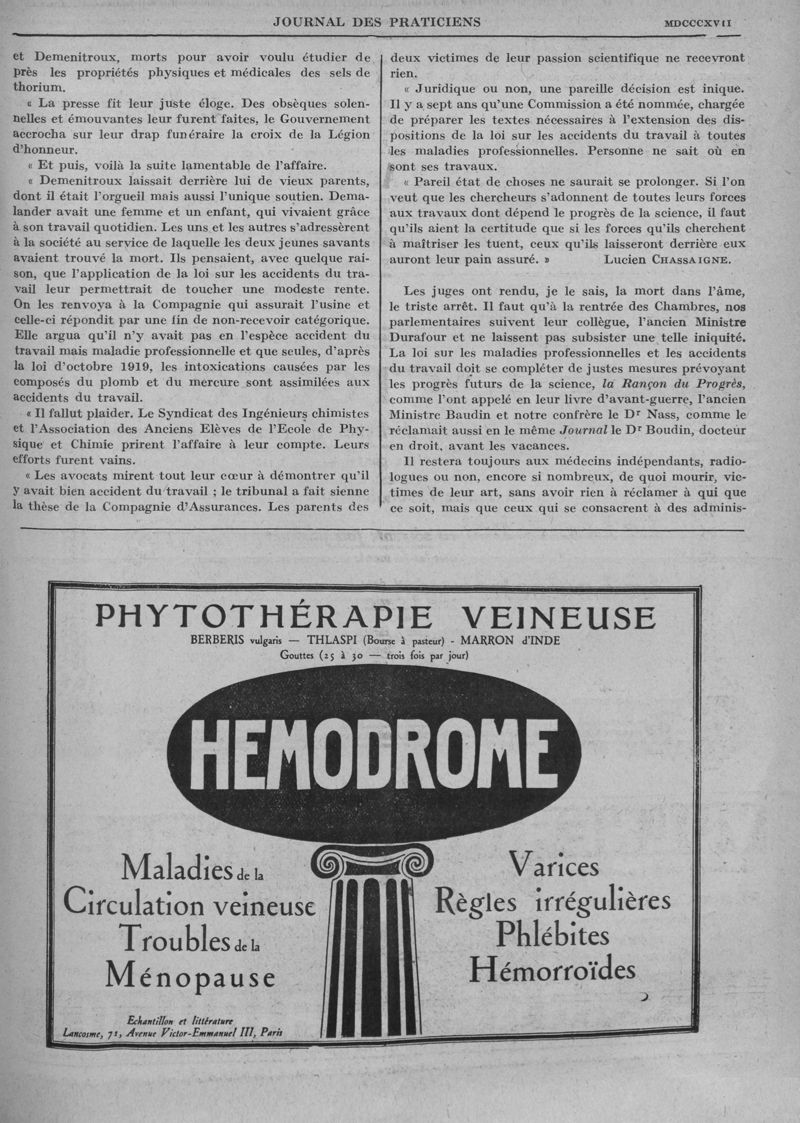 JOURNAL DES PRATICIENS MDCCCXVII
et Demenitroux, morts pour avoir voulu étudier de
près les propriétés physiques et médicales des sels de
thorium.
« La presse fit leur juste éloge. Des obsèques solen-
nelles et émouvantes leur furent faites, le Gouvernement
accrocha sur leur drap funéraire la croix de la Légion
d'honneur.
« Et puis, voilà la suite lamentable de l'affaire.
« Demenitroux laissait derrière lui de vieux parents,
dont il était l'orgueil mais aussi l'unique soutien. Dema-
lander avait une femme et un enfant, qui vivaient grâce
à son travail quotidien. Les uns et les autres s'adressèrent
à la société au service de laquelle les deux jeunes savants
avaient trouvé la mort. Ils pensaient, avec quelque rai-
son, que l'application de la loi sur les accidents du tra-
vail leur permettrait de toucher une modeste rente.
On les renvoya à la Compagnie qui assurait l'usine et
celle-ci répondit par une fin de non-recevoir catégorique.
Elle argua qu'il n'y avait pas en l'espèce accident du
travail mais maladie professionnelle et que seules, d'après
la loi d'octobre 1919, les intoxications causées par les
composés du plomb et du mercure sont assimilées aux
accidents du travail.
« Il fallut plaider. Le Syndicat des Ingénieurs chimistes
et l'Association des Anciens Elèves de l'Ecole de Phy-
sique et Chimie prirent l'affaire à leur compte. Leurs
efforts furent vains.
« Les avocats mirent tout leur cœur à démontrer qu'il
y avait bien accident du travail ; le tribunal a fait sienne
la thèse de la Compagnie d'Assurances. Les parents des
deux victimes de leur passion scientifique ne recevront
rien.
« Juridique ou non, une pareille décision est inique.
Il y a sept ans qu'une Commission a été nommée, chargée
de préparer les textes nécessaires à l'extension des dis-
positions de la loi sur les accidents du travail à toutes
les maladies professionnelles. Personne ne sait où en
sont ses travaux.
« Pareil état de choses ne saurait se prolonger. Si l'on
veut que les chercheurs s'adonnent de toutes leurs forces
aux travaux dont dépend le progrès de la science, il faut
qu'ils aient la certitude que si les forces qu'ils cherchent
à maîtriser les tuent, ceux qu'ils laisseront derrière eux
auront leur pain assuré. » Lucien CHASSAIGNE.
Les juges ont rendu, je le sais, la mort dans l'âme,
le triste arrêt. Il faut qu'à la rentrée des Chambres, nos
parlementaires suivent leur collègue, l'ancien Ministre
Durafour et ne laissent pas subsister une telle iniquité.
La loi sur les maladies professionnelles et les accidents
du travail doit se compléter de justes mesures prévoyant
les progrès futurs de la science, la Rançon du Progrès,
comme l'ont appelé en leur livre d'avant-guerre, l'ancien
Ministre Baudin et notre confrère le Dr Nass, comme le
réclamait aussi en le même Journal le Dr Boudin, docteur
en droit, avant les vacances.
Il restera toujours aux médecins indépendants, radio-
logues ou non, encore si nombreux, de quoi mourir, vic-
times de leur art, sans avoir rien à réclamer à qui que
ce soit, mais que ceux qui se consacrent à des adminis-
PHYTOTHÉRAPIE VEINEUSE
BERBERIS vulgaris — THLASPI (Bourse à pasteur) - MARRON d'INDE
Gouttes (25 à 30 — trois fois par jour)
HEMODROME
Maladies de la
Circulation veineuse
Troubles de la
Ménopause
Varices
Règles irrégulières
Phlébites
Hémorroïdes
Echantillon et littérature
Lancosme, 71, Avenue Victor-Emmanuel III, Paris